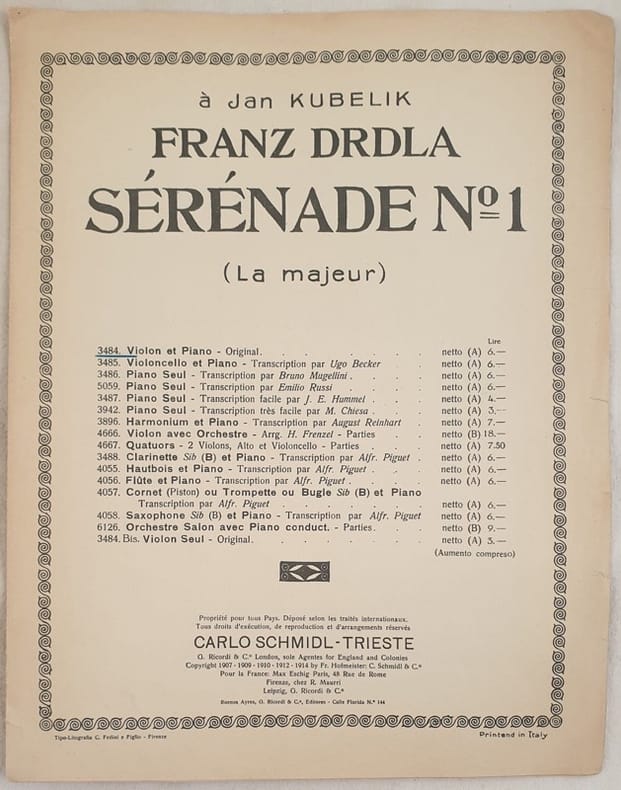 à Jan KUBELIK
FRANZ DRDLA
SÉRÉNADE Nº 1
(La majeur)
Lire
3484. Violon et Piano - Original. . . . . . . netto (A) 6.—
3485. Violoncello et Piano - Transcription par Ugo Becker . . netto (A) 6.—
3486. Piano Seul - Transcription par Bruno Mugellini. . . . netto (A) 6.—
5059. Piano Seul - Transcription par Emilio Russi . . . . netto (A) 6.—
3487. Piano Seul - Transcription facile par J. E. Hummel . . . netto (A) 4.—
3942. Piano Seul - Transcription très facile par M. Chiesa . . . netto (A) 3.—
3896. Harmonium et Piano - Transcription par August Reinhart . netto (A) 7.—
4666. Violon avec Orchestre - Arrg. H. Frenzel - Parties . . netto (B) 18.—
4667. Quatuors - 2 Violons, Alto et Violoncello - Parties . . netto (A) 7.50
3488. Clarinette Sib (B) et Piano - Transcription par Alfr. Piguet . netto (A) 6.—
4055. Hautbois et Piano - Transcription par Alfr. Piguet . . . netto (A) 6.—
4056. Flûte et Piano - Transcription par Alfr. Piguet . . . . netto (A) 6.—
4057. Cornet (Piston) ou Trompette ou Bugle Sib (B) et Piano
Transcription par Alfr. Piguet . . . . . . netto (A) 6.—
4058. Saxophone Sib (B) et Piano - Transcription par Alfr. Piguet netto (A) 6.—
6126. Orchestre Salon avec Piano conduct. - Parties. . . netto (B) 9.—
3484. Bis. Violon Seul - Original. . . . . . . netto (A) 3.—
(Aumento compreso)
Propriété pour tous Pays. Déposé selon les traités internationaux.
Tous droits d'exécution, de reproduction et d'arrangements réservés
CARLO SCHMIDL - TRIESTE
G. Ricordi & C.º London, sole Agentes for England and Colonies
Copyright 1907 - 1909 - 1910 - 1912 - 1914 by Fr. Hofmeister: C. Schmidl & C.º
Pour la France: Max Eschig Paris, 48 Rue de Rome
Firenze, chez R. Maurri
Leipzig, G. Ricordi & C.º
Buenos Ayres, G. Ricordi & C.º, Editores - Calle Florida N.º 144
Tipo-Litografia C. Fedini e Figlio - Firenze
Printend in Italy